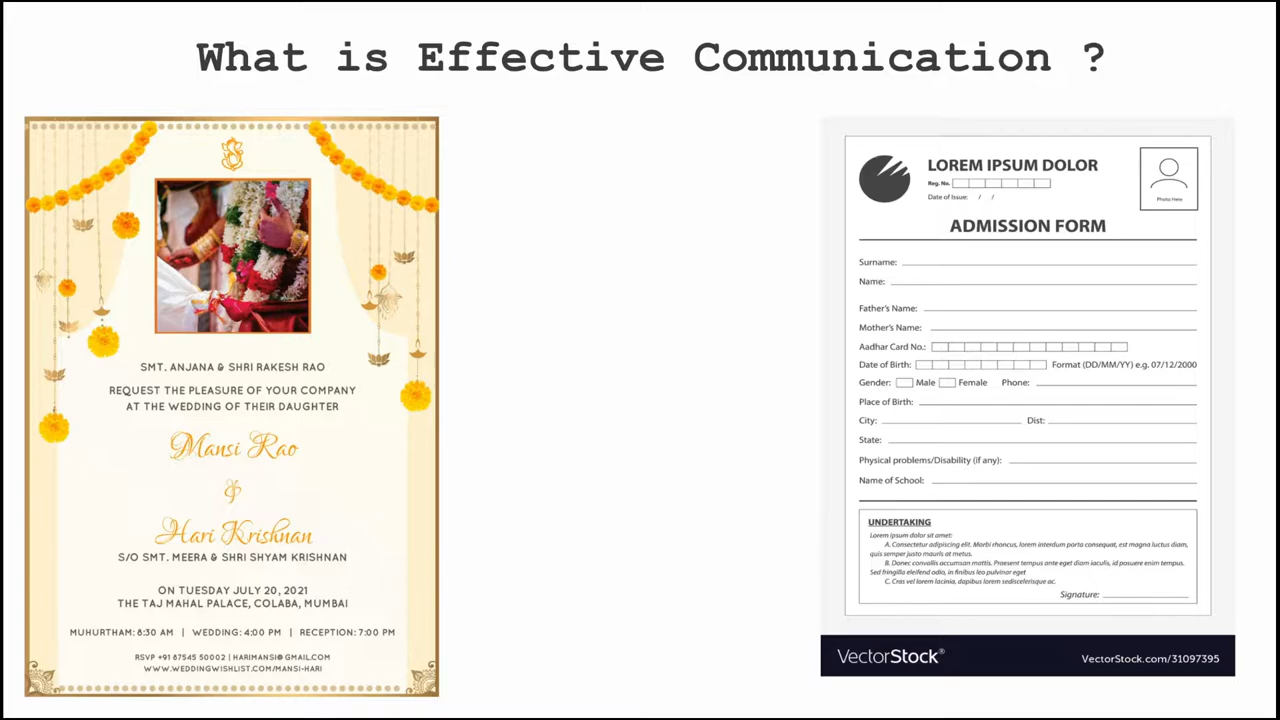 What is Effective Communication ?
SMT. ANJANA & SHRI RAKESH RAO
REQUEST THE PLEASURE OF YOUR COMPANY
AT THE WEDDING OF THEIR DAUGHTER
Mansi Rao
&
Hari Krishnan
S/O SMT. MEERA & SHRI SHYAM KRISHNAN
ON TUESDAY JULY 20, 2021
THE TAJ MAHAL PALACE, COLABA, MUMBAI
MUHURTHAM: 8:30 AM | WEDDING: 4:00 PM | RECEPTION: 7:00 PM
RSVP +91 87545 50002 | HARIMANSI@GMAIL.COM
WWW.WEDDINGWISHLIST.COM/MANSI-HARI
LOREM IPSUM DOLOR
Reg. No.
Date of Issue: / /
Photo Here
ADMISSION FORM
Surname:
Name:
Father's Name:
Mother's Name:
Aadhar Card No.:
Date of Birth: Format (DD/MM/YY) e.g. 07/12/2000
Gender: Male Female Phone:
Place of Birth:
City: Dist:
State:
Physical problems/Disability (if any):
Name of School:
UNDERTAKING
Lorem ipsum dolor sit amet:
A. Consectetur adipiscing elit. Morbi rhoncus, lorem interdum porta consequat, est magna luctus diam,
quis semper justo mauris at metus.
B. Donec convallis accumsan mattis. Praesent tempus ante eget diam iaculis, id posuere enim tempus.
Sed fringilla eleifend odio, in finibus leo pulvinar eget
C. Cras vel lorem lacinia, dapibus lorem sedscelerisque ac.
Signature:
VectorStock®
VectorStock.com/31097395